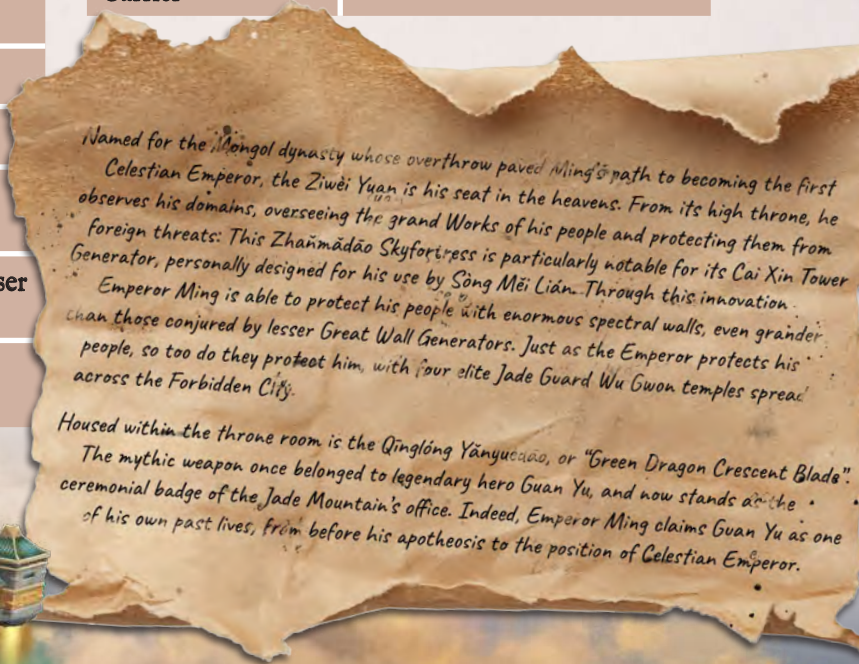 ser
Named for the Mongol dynasty whose overthrow paved Ming's path to becoming the first
Celestian Emperor, the Zìwèi Yuan is his seat in the heavens. From its high throne, he
observes his domains, overseeing the grand Works of his people and protecting them from
foreign threats: This Zhǎnmǎdāo Skyfortress is particularly notable for its Cai Xin Tower
Generator, personally designed for his use by Sòng Měi Lián. Through this innovation
Emperor Ming is able to protect his people with enormous spectral walls, even grander
than those conjured by lesser Great Wall Generators. Just as the Emperor protects his
people, so too do they protect him, with four elite Jade Guard Wu Gwon temples spread
across the Forbidden City.
Housed within the throne room is the Qīnglóng Yǎnyuèdāo, or "Green Dragon Crescent Blade".
The mythic weapon once belonged to legendary hero Guan Yu, and now stands as the
ceremonial badge of the Jade Mountain's office. Indeed, Emperor Ming claims Guan Yu as one
of his own past lives, from before his apotheosis to the position of Celestian Emperor.